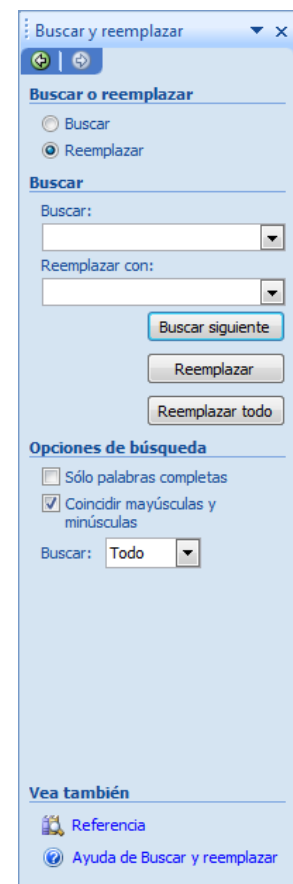 Buscar y reemplazar
Buscar o reemplazar
Buscar
Reemplazar
Buscar
Buscar:
Reemplazar con:
Buscar siguiente
Reemplazar
Reemplazar todo
Opciones de búsqueda
Sólo palabras completas
Coincidir mayúsculas y
minúsculas
Buscar: Todo
Vea también
Referencia
Ayuda de Buscar y reemplazar